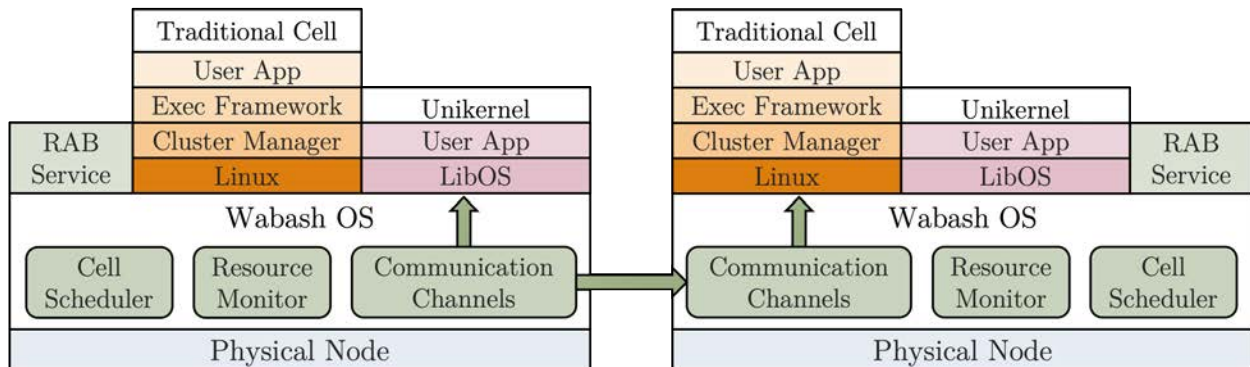 Traditional Cell
User App
Exec Framework
Unikernel
RAB
Service
Cluster Manager
User App
Linux
LibOS
Wabash OS
Cell
Scheduler
Resource
Monitor
Communication
Channels
Physical Node
Traditional Cell
User App
Exec Framework
Unikernel
Cluster Manager
User App
RAB
Service
Linux
LibOS
Wabash OS
Communication
Channels
Resource
Monitor
Cell
Scheduler
Physical Node